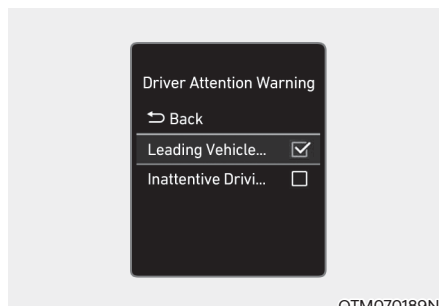 Driver Attention Warning
Back
Leading Vehicle...
Inattentive Drivi...
OTM070189N